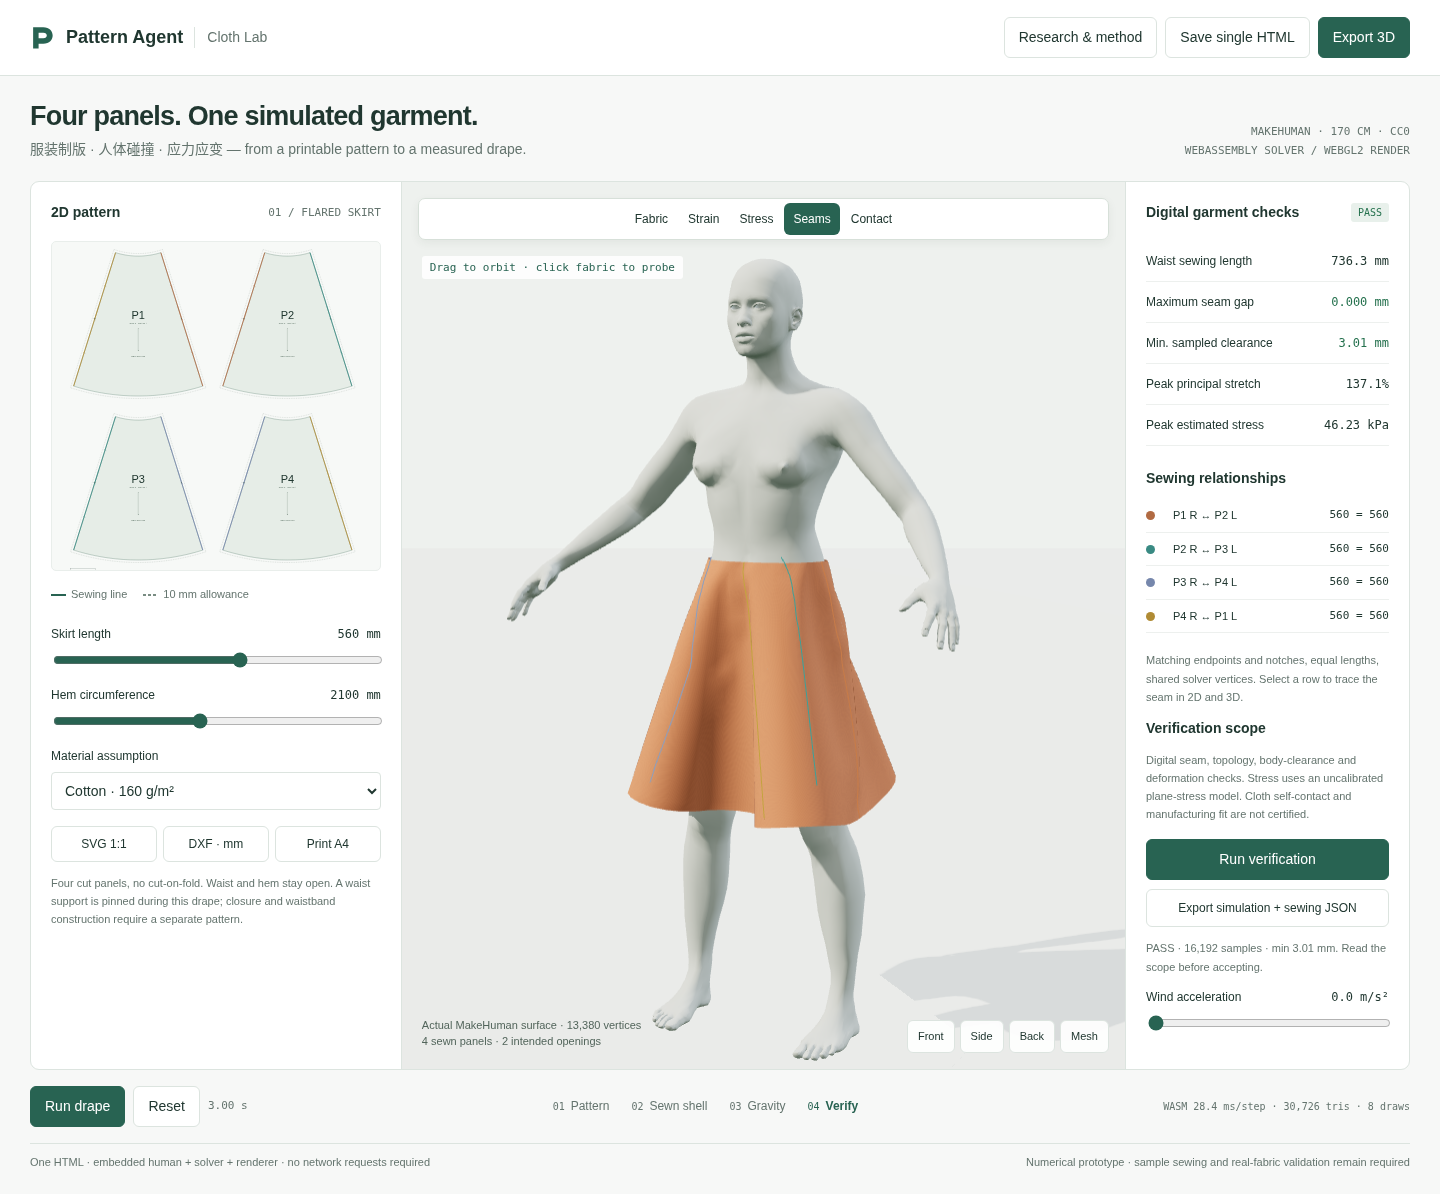 Pattern Agent
Cloth Lab
Research & method
Save single HTML
Export 3D
Four panels. One simulated garment.
服装制版 · 人体碰撞 · 应力应变 — from a printable pattern to a measured drape.
MAKEHUMAN · 170 CM · CC0
WEBASSEMBLY SOLVER / WEBGL2 RENDER
2D pattern
01 / FLARED SKIRT
P1
P2
P3
P4
Sewing line
10 mm allowance
Skirt length
560 mm
Hem circumference
2100 mm
Material assumption
Cotton · 160 g/m²
SVG 1:1
DXF · mm
Print A4
Four cut panels, no cut-on-fold. Waist and hem stay open. A waist
support is pinned during this drape; closure and waistband
construction require a separate pattern.
Fabric
Strain
Stress
Seams
Contact
Drag to orbit · click fabric to probe
Actual MakeHuman surface · 13,380 vertices
4 sewn panels · 2 intended openings
Front
Side
Back
Mesh
Digital garment checks
PASS
Waist sewing length
736.3 mm
Maximum seam gap
0.000 mm
Min. sampled clearance
3.01 mm
Peak principal stretch
137.1%
Peak estimated stress
46.23 kPa
Sewing relationships
P1 R ↔ P2 L
560 = 560
P2 R ↔ P3 L
560 = 560
P3 R ↔ P4 L
560 = 560
P4 R ↔ P1 L
560 = 560
Matching endpoints and notches, equal lengths,
shared solver vertices. Select a row to trace the
seam in 2D and 3D.
Verification scope
Digital seam, topology, body-clearance and
deformation checks. Stress uses an uncalibrated
plane-stress model. Cloth self-contact and
manufacturing fit are not certified.
Run verification
Export simulation + sewing JSON
PASS · 16,192 samples · min 3.01 mm. Read the
scope before accepting.
Wind acceleration
0.0 m/s²
Run drape
Reset
3.00 s
01 Pattern
02 Sewn shell
03 Gravity
04 Verify
WASM 28.4 ms/step · 30,726 tris · 8 draws
One HTML · embedded human + solver + renderer · no network requests required
Numerical prototype · sample sewing and real-fabric validation remain required